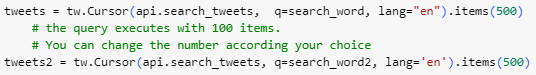 tweets = tw.Cursor(api.search_tweets,  q=search_word, lang="en").items(500)
# the query executes with 100 items.
# You can change the number according your choice
tweets2 = tw.Cursor(api.search_tweets, q=search_word2, lang='en').items(500)